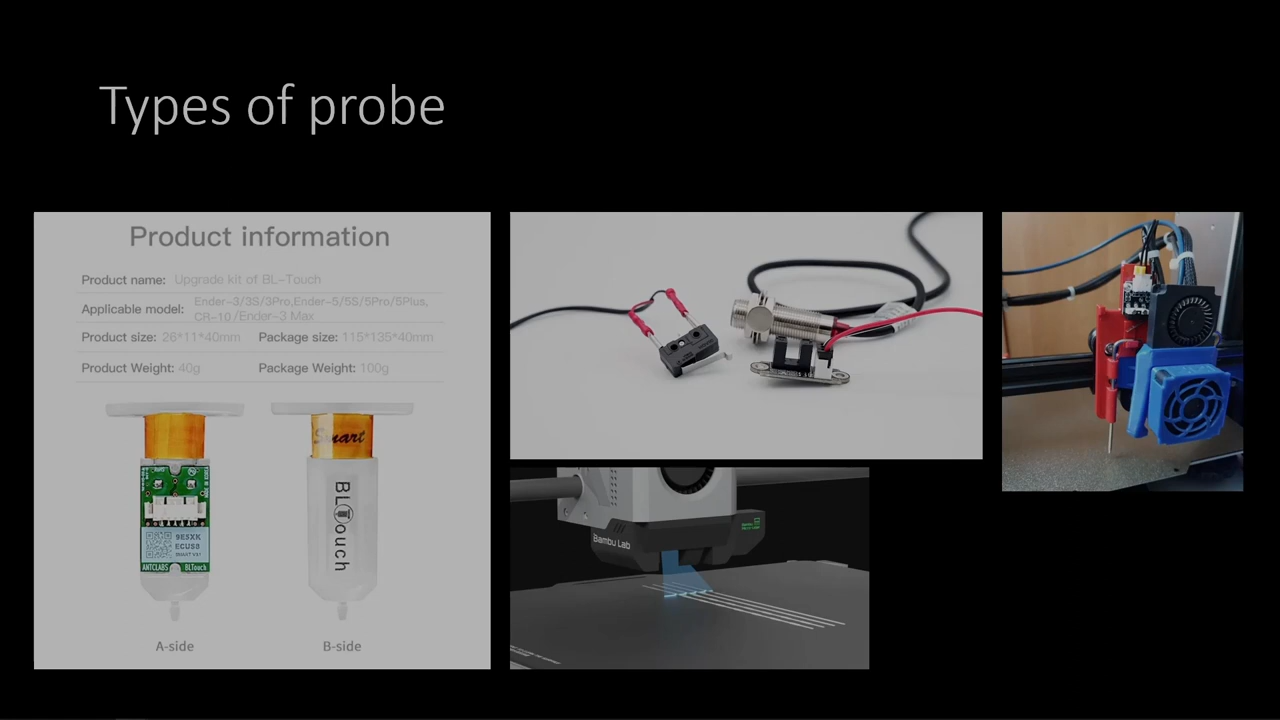 Types of probe
Product information
Product name: Upgrade kit of BL-Touch
Applicable model: Ender-3/3S/3Pro,Ender-5/5S/5Pro/5Plus,
CR-10 /Ender-3 Max
Product size: 26*11*40mm Package size: 115*135*40mm
Product Weight: 40g Package Weight: 100g
Smart
BLTouch
ANTCLABS BLTouch
A-side B-side
Bambu Lab